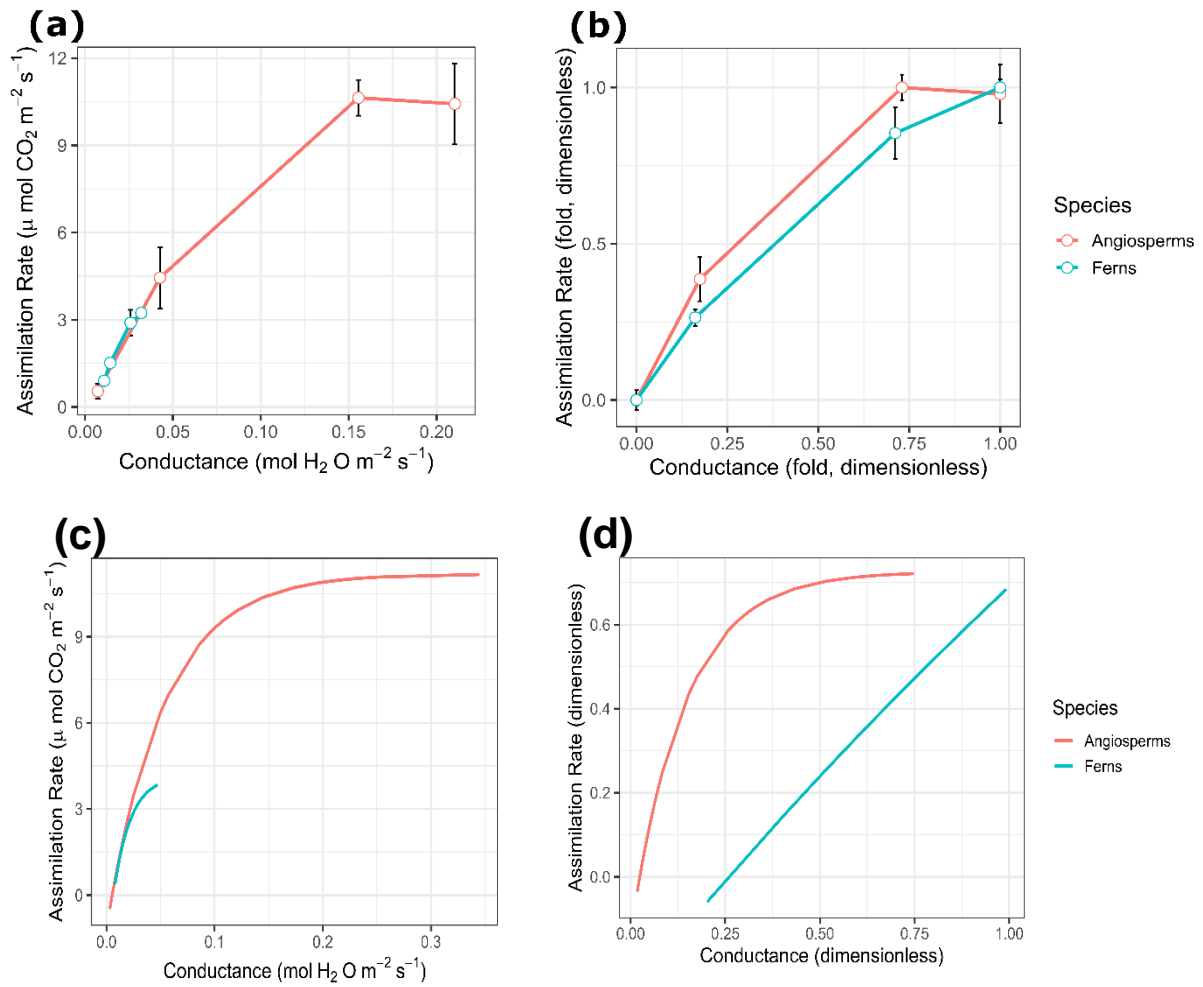 (a)
Assimilation Rate (μ mol CO₂ m⁻² s⁻¹)
12
9
6
3
0
0.00 0.05 0.10 0.15 0.20
Conductance (mol H₂ O m⁻² s⁻¹)
(b)
Assimilation Rate (fold, dimensionless)
1.0
0.5
0.0
0.00 0.25 0.50 0.75 1.00
Conductance (fold, dimensionless)
Species
Angiosperms
Ferns
(c)
Assimilation Rate (μ mol CO₂ m⁻² s⁻¹)
9
6
3
0
0.0 0.1 0.2 0.3
Conductance (mol H₂ O m⁻² s⁻¹)
(d)
Assimilation Rate (dimensionless)
0.6
0.4
0.2
0.0
0.00 0.25 0.50 0.75 1.00
Conductance (dimensionless)
Species
Angiosperms
Ferns